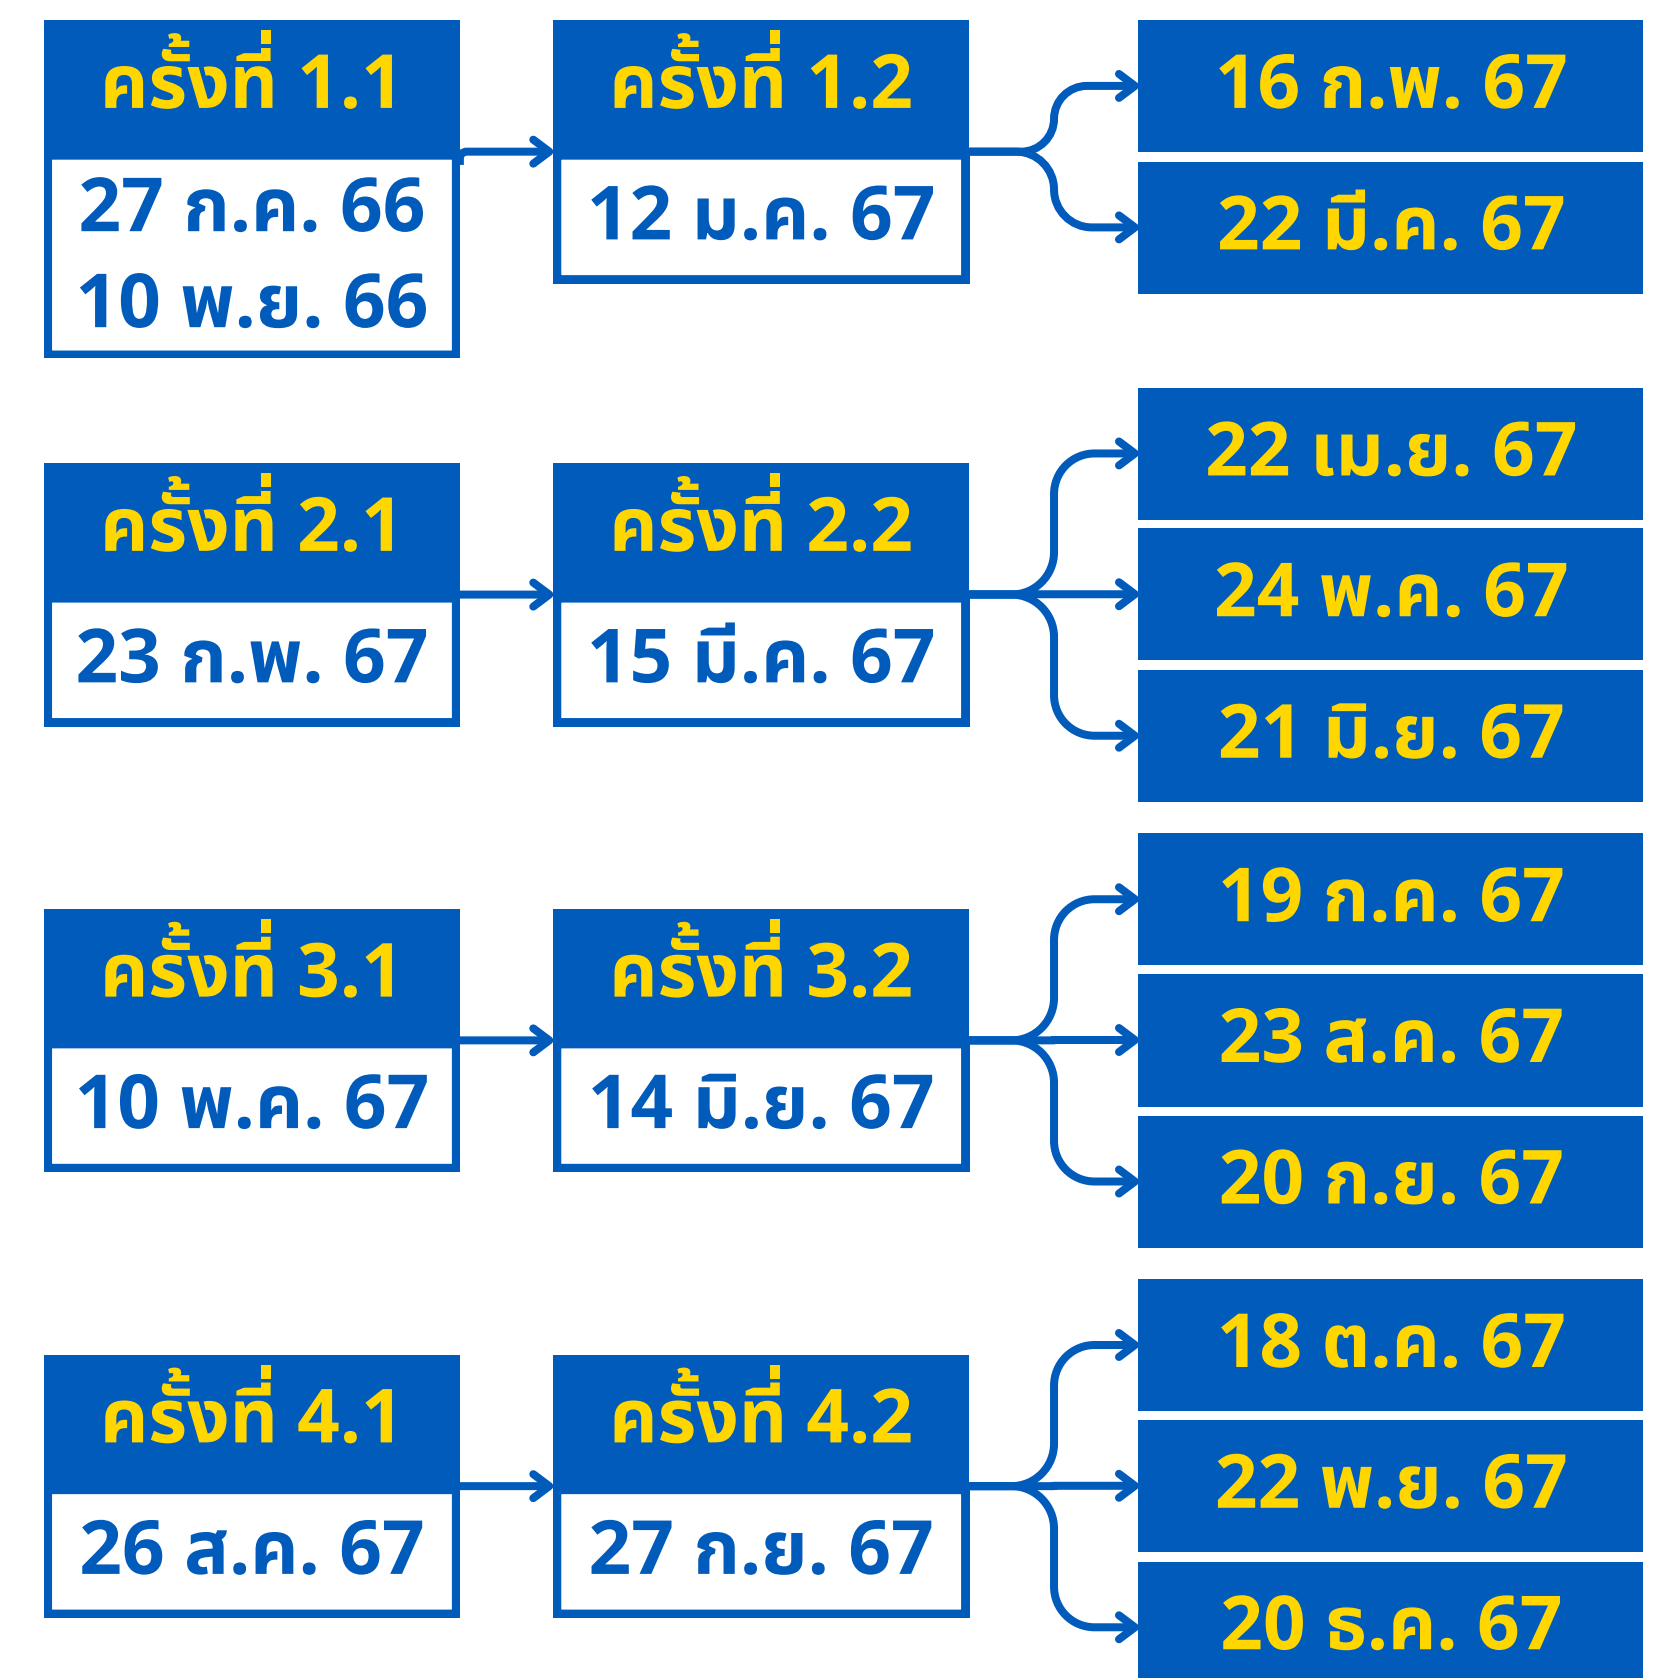 ครั้งที่ 1.1
27 ก.ค. 66
10 พ.ย. 66
ครั้งที่ 1.2
12 ม.ค. 67
16 ก.พ. 67
22 มี.ค. 67
ครั้งที่ 2.1
23 ก.พ. 67
ครั้งที่ 2.2
15 มี.ค. 67
22 เม.ย. 67
24 พ.ค. 67
21 มิ.ย. 67
ครั้งที่ 3.1
10 พ.ค. 67
ครั้งที่ 3.2
14 มิ.ย. 67
19 ก.ค. 67
23 ส.ค. 67
20 ก.ย. 67
ครั้งที่ 4.1
26 ส.ค. 67
ครั้งที่ 4.2
27 ก.ย. 67
18 ต.ค. 67
22 พ.ย. 67
20 ธ.ค. 67